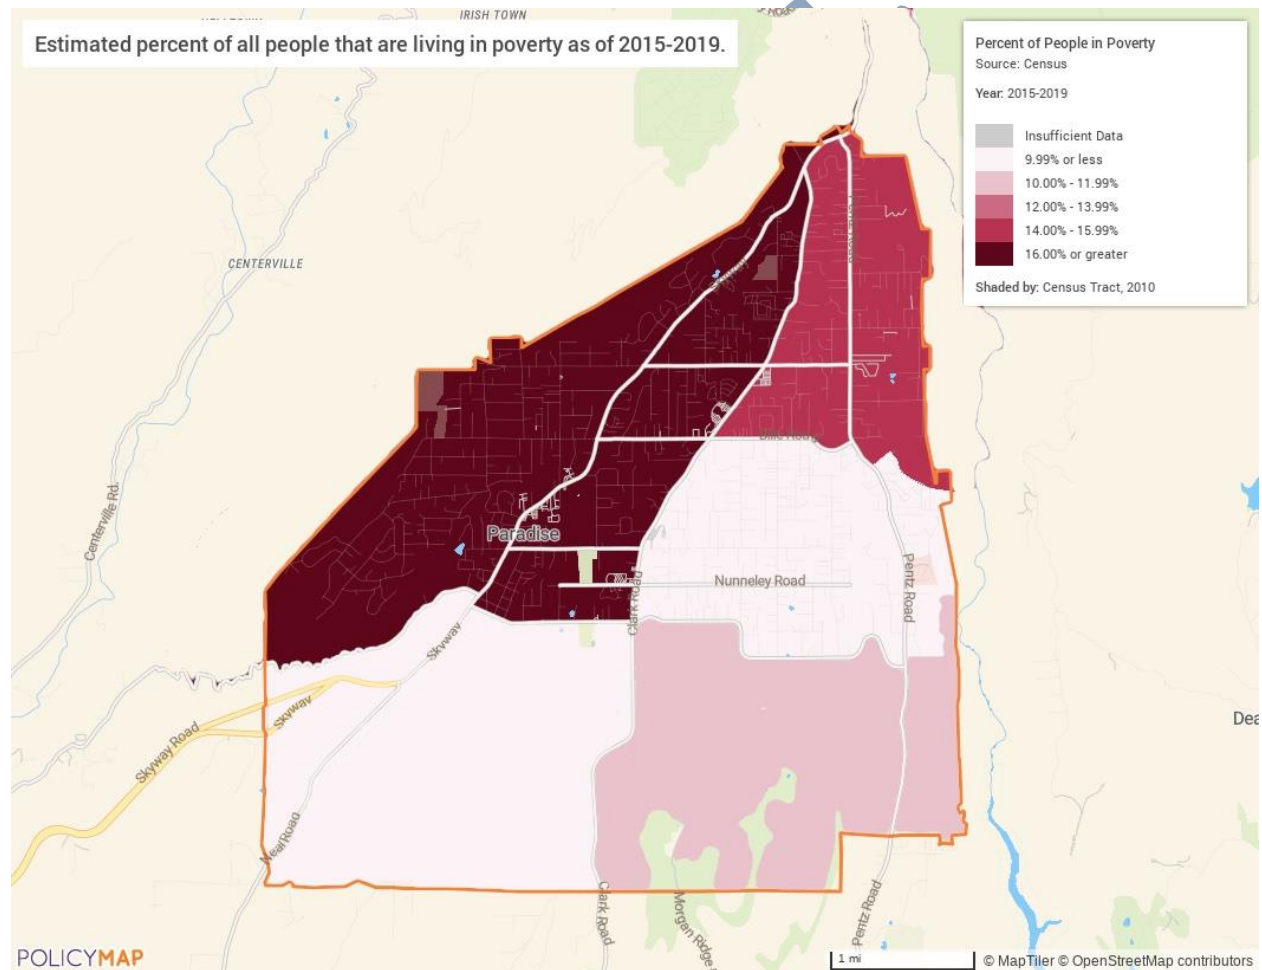 IRISH TOWN
Estimated percent of all people that are living in poverty as of 2015-2019.
Percent of People in Poverty
Source: Census
Year: 2015-2019
Insufficient Data
9.99% or less
10.00% - 11.99%
12.00% - 13.99%
14.00% - 15.99%
16.00% or greater
Shaded by: Census Tract, 2010
CENTERVILLE
Skyway
Billie Road
Centerville Rd.
Paradise
Nunneley Road
Pentz Road
Clark Road
Skyway
Skyway
Skyway Road
Dea
Neal Road
Clark Road
Morgan Ridge
Pentz Road
POLICYMAP
1 mi
© MapTiler © OpenStreetMap contributors